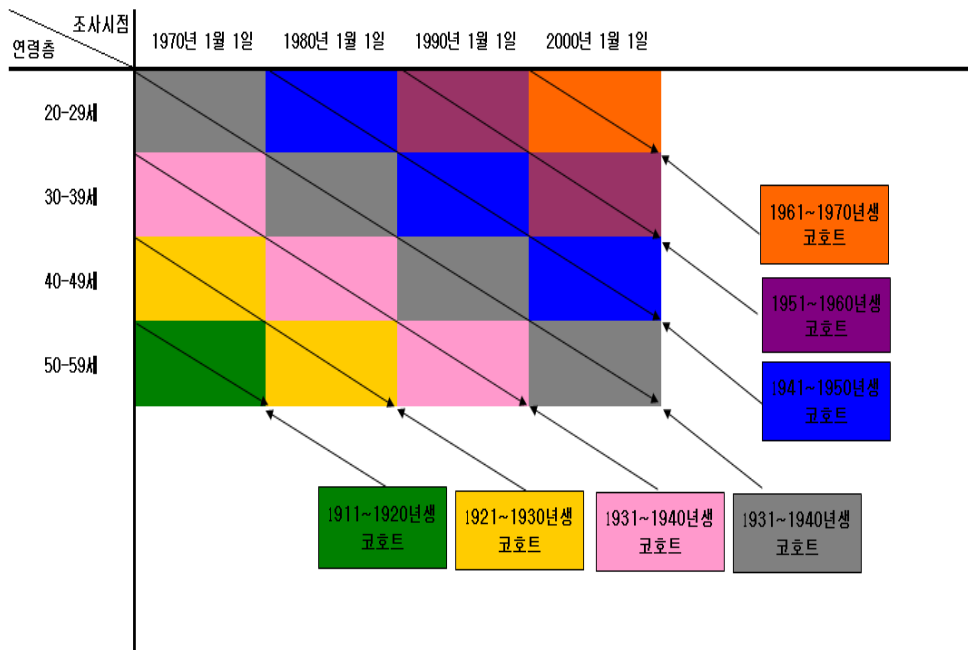 조사시점
연령층
1970년 1월 1일
1980년 1월 1일
1990년 1월 1일
2000년 1월 1일
20-29세
30-39세
40-49세
50-59세
1961~1970년생
코호트
1951~1960년생
코호트
1941~1950년생
코호트
1911~1920년생
코호트
1921~1930년생
코호트
1931~1940년생
코호트
1931~1940년생
코호트